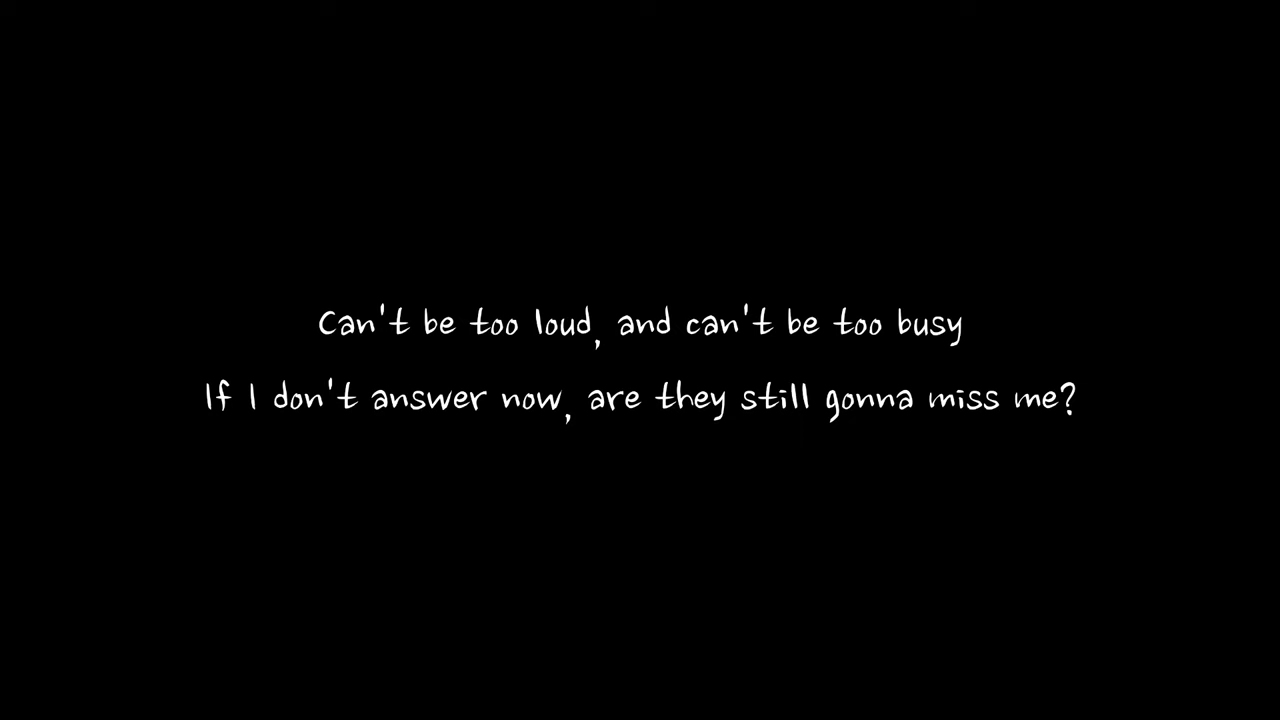 Can't be too loud, and can't be too busy
If I don't answer now, are they still gonna miss me?